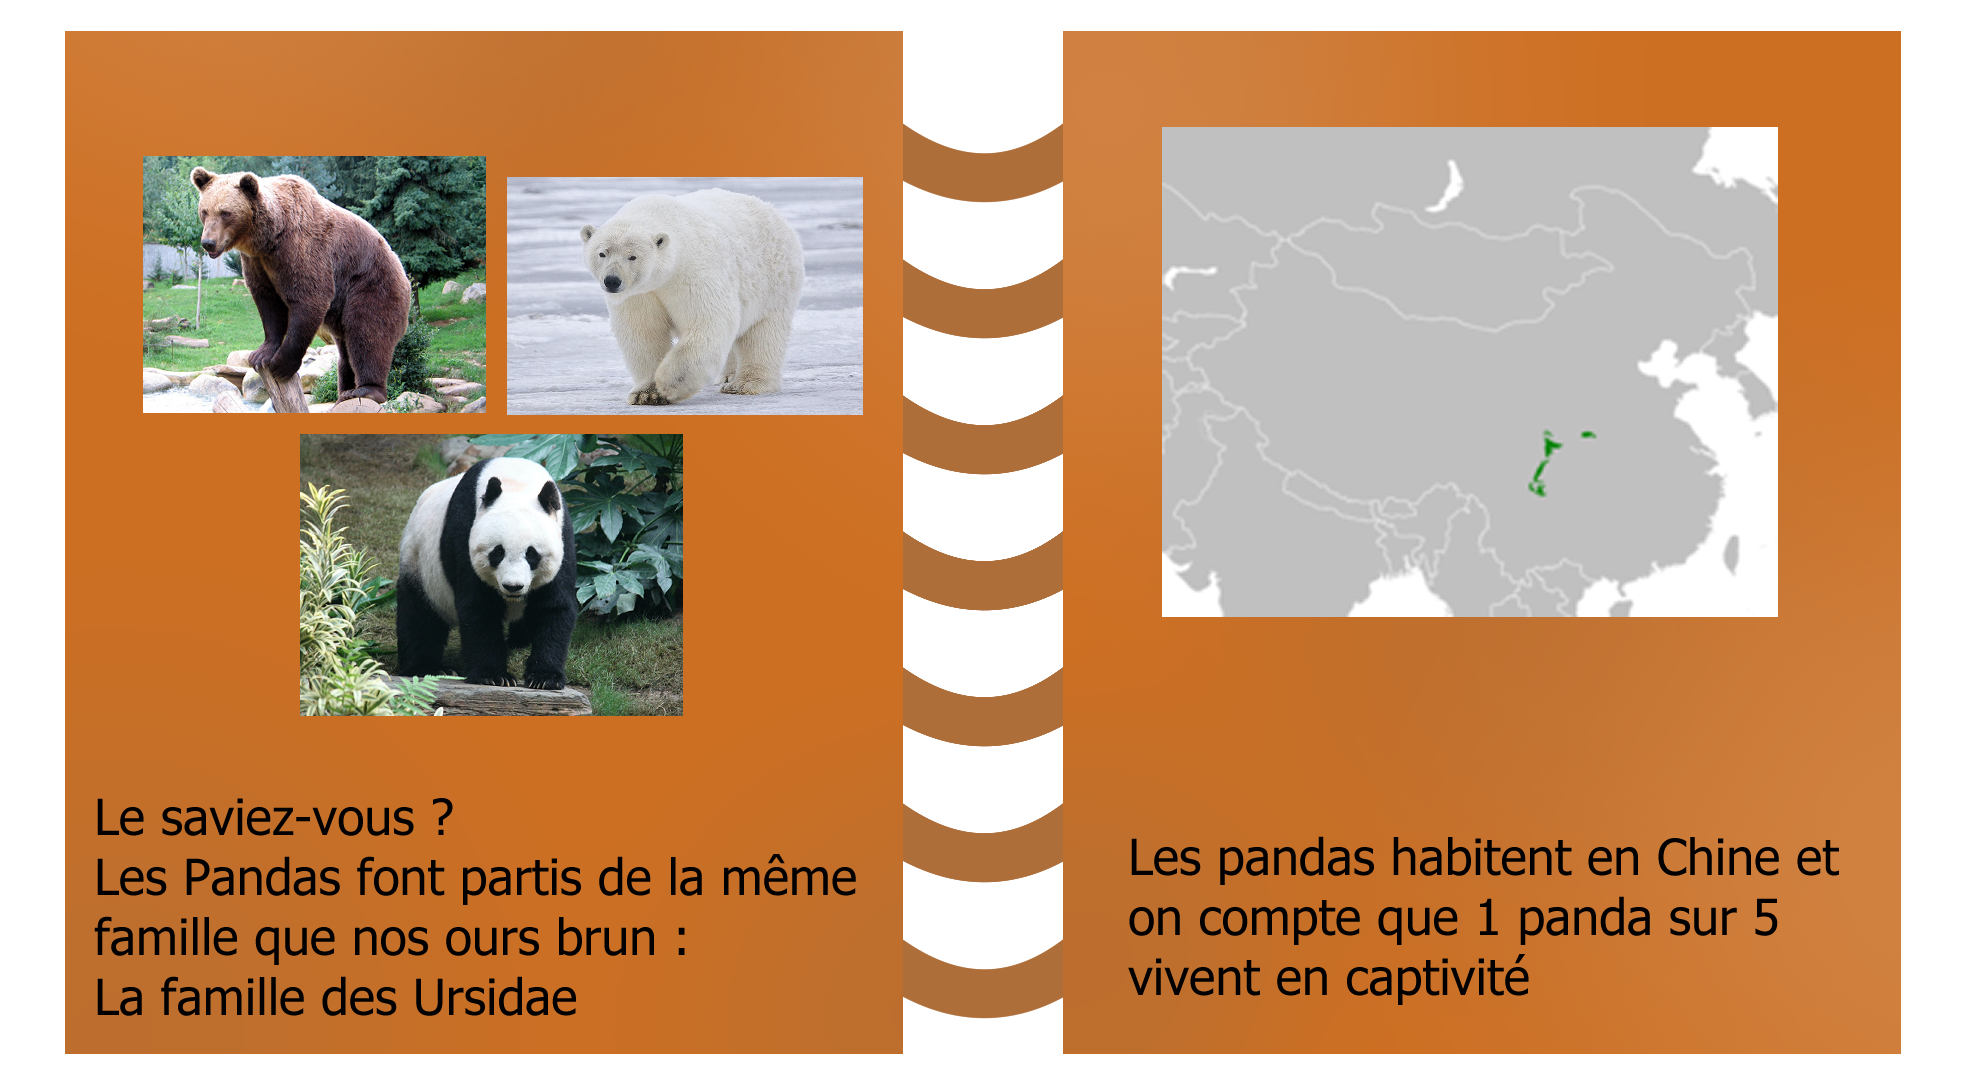 Le saviez-vous ?
Les Pandas font partis de la même
famille que nos ours brun :
La famille des Ursidae
Les pandas habitent en Chine et
on compte que 1 panda sur 5
vivent en captivité